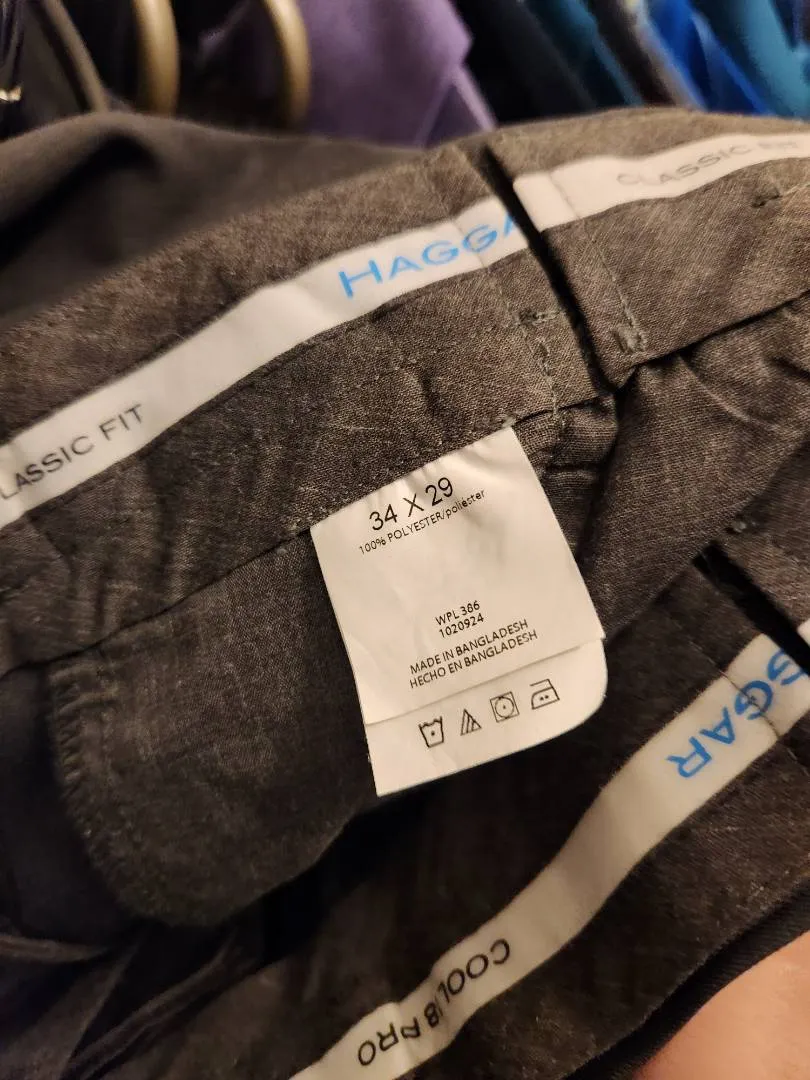 CLASSIC FIT
HAGGA
LASSIC FIT
34 X 29
100% POLYESTER/poliéster
WPL 386
1020924
MADE IN BANGLADESH
HECHO EN BANGLADESH
GGAR
COOL 18 PRO